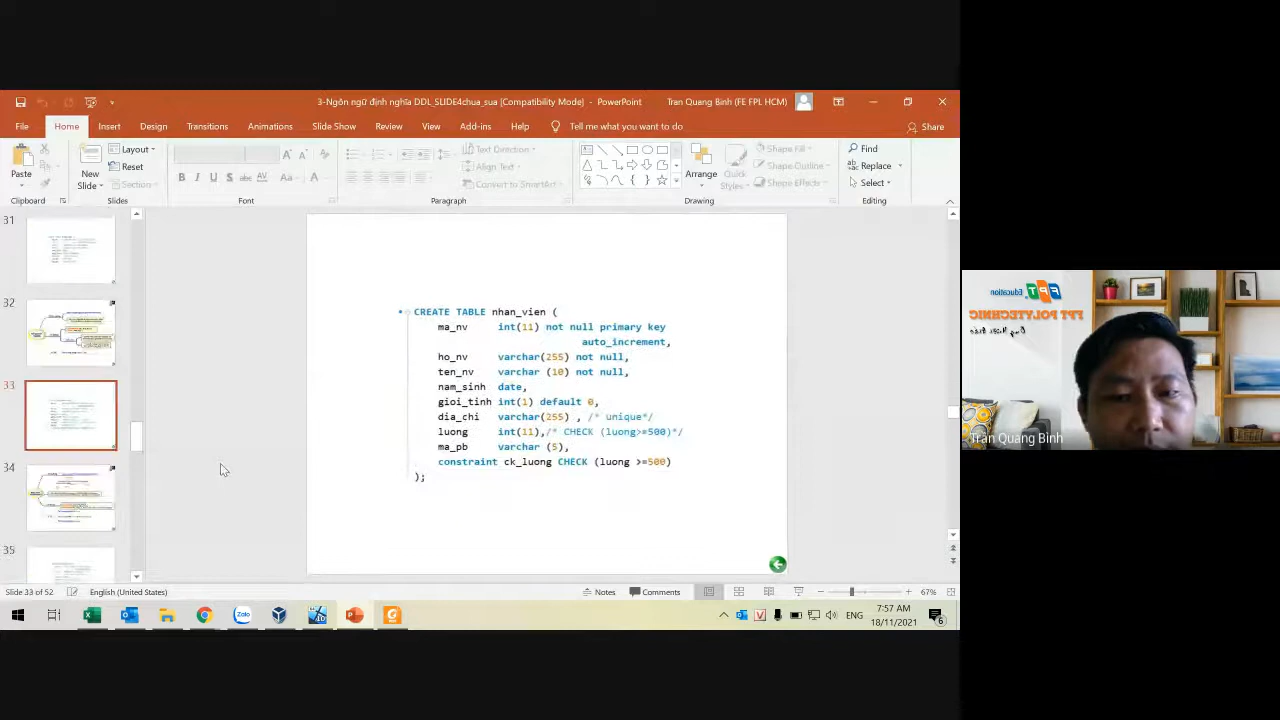 3-Ngôn ngữ định nghĩa DDL_SLIDE4chua_sua [Compatibility Mode] - PowerPoint
Tran Quang Binh (FE FPL HCM)
File Home Insert Design Transitions Animations Slide Show Review View Add-ins Help Tell me what you want to do Share
Paste
New
Slide
Layout
Reset
Section
B I U S abc AV Aa A
Text Direction
Align Text
Convert to SmartArt
Arrange
Quick
Styles
Shape Fill
Shape Outline
Shape Effects
Find
Replace
Select
Clipboard Slides Font Paragraph Drawing Editing
31
32
33
34
35
CREATE TABLE nhan_vien (
ma_nv int(11) not null primary key
auto_increment,
ho_nv varchar(255) not null,
ten_nv varchar (10) not null,
nam_sinh date,
gioi_tinh int(1) default 0,
dia_chi varchar(255) , /* unique*/
luong int(11),/* CHECK (luong>=500)*/
ma_pb varchar (5),
constraint ck_luong CHECK (luong >=500)
);
FPT Education
FPT POLYTECHNIC
Tran Quang Binh
Slide 33 of 52 English (United States) Notes Comments 67%
ENG
7:57 AM
18/11/2021
6